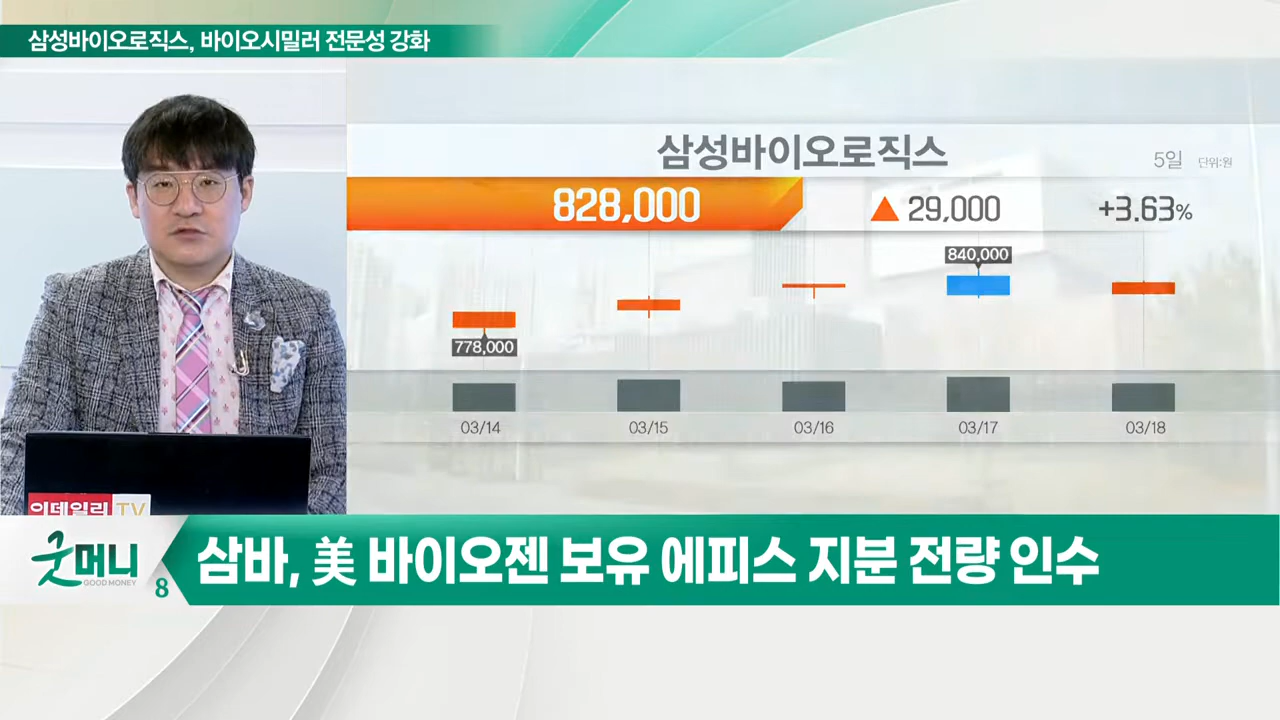 삼성바이오로직스, 바이오시밀러 전문성 강화
삼성바이오로직스
5일 단위:원
828,000 ▲ 29,000 +3.63%
840,000
778,000
03/14 03/15 03/16 03/17 03/18
이데일리 TV
굿머니
GOOD MONEY
8
삼바, 美 바이오젠 보유 에피스 지분 전량 인수